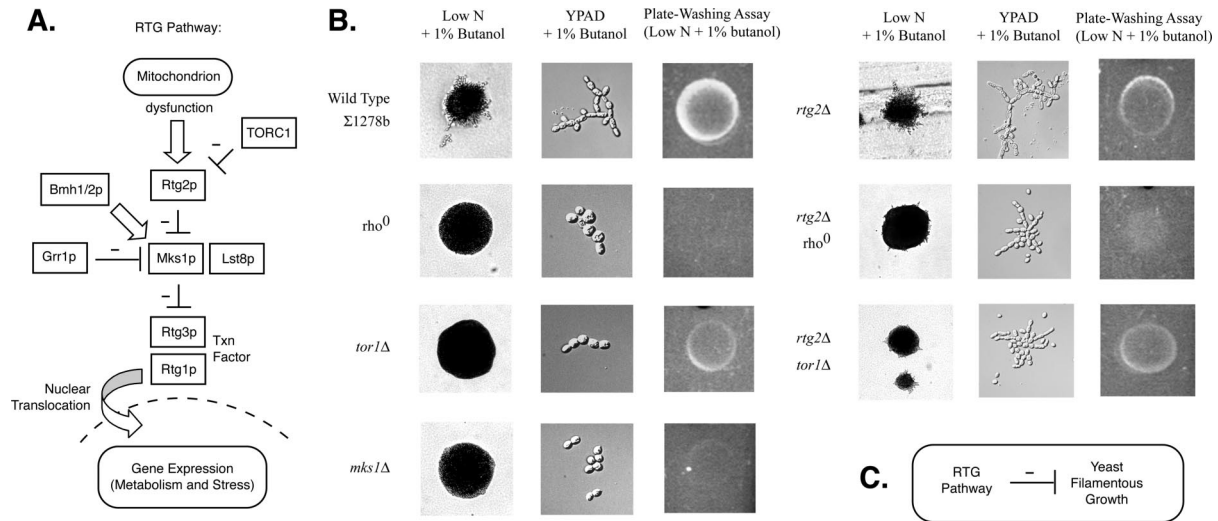 A.
RTG Pathway:
Mitochondrion
dysfunction
TORC1
–
Rtg2p
Bmh1/2p
–
Grr1p
–
Mks1p
Lst8p
–
Rtg3p
Txn
Factor
Rtg1p
Nuclear
Translocation
Gene Expression
(Metabolism and Stress)
B.
Low N
+ 1% Butanol
YPAD
+ 1% Butanol
Plate-Washing Assay
(Low N + 1% butanol)
Wild Type
Σ1278b
rho⁰
tor1Δ
mks1Δ
Low N
+ 1% Butanol
YPAD
+ 1% Butanol
Plate-Washing Assay
(Low N + 1% butanol)
rtg2Δ
rtg2Δ
rho⁰
rtg2Δ
tor1Δ
C.
RTG
Pathway
–
Yeast
Filamentous
Growth